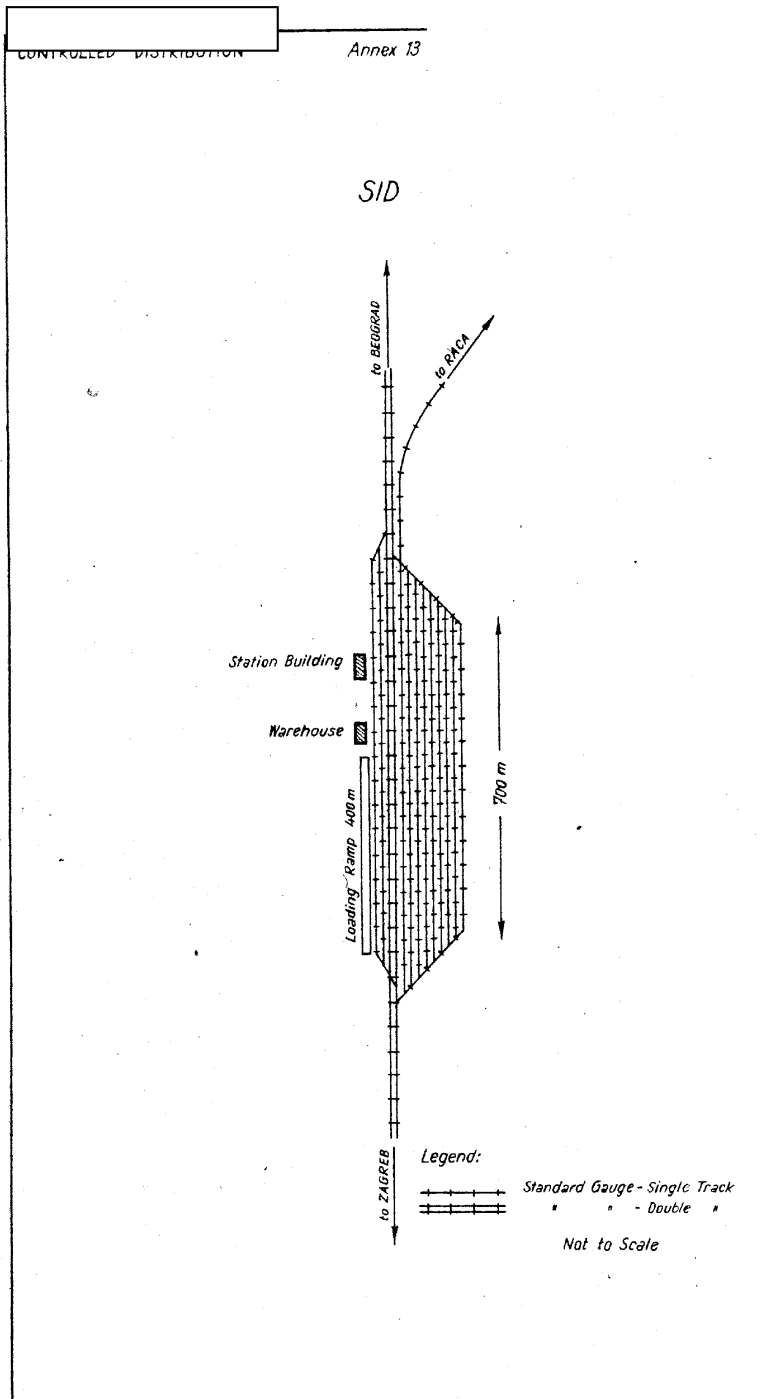 CONTROLLED DISTRIBUTION
Annex 13
SID
to BEOGRAD
to RACA
Station Building
Warehouse
Loading Ramp 400m
700 m
to ZAGREB
Legend:
Standard Gauge - Single Track
" " - Double "
Not to Scale